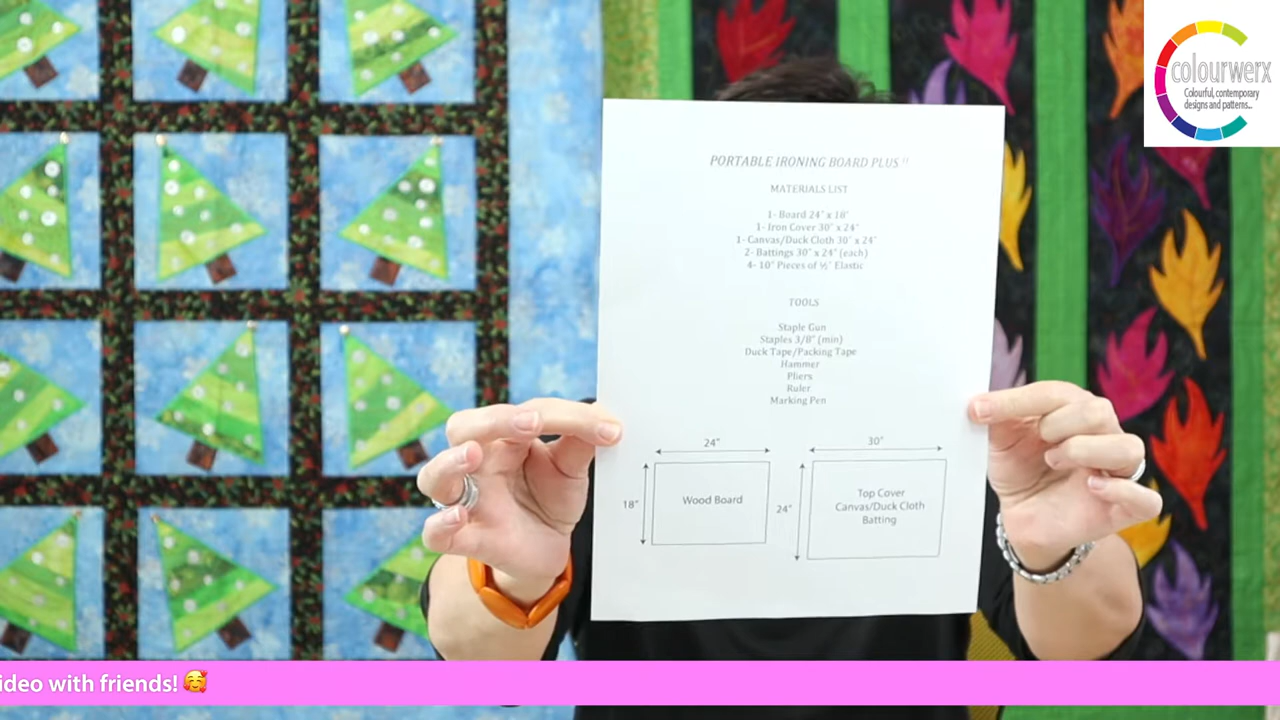 colourwerx
Colourful, contemporary
designs and patterns...
PORTABLE IRONING BOARD PLUS
MATERIALS LIST
1- Board 24" x 18"
1- Iron Cover 30" x 24"
1- Canvas/Duck Cloth 30" x 24"
2- Battings 30" x 24" (each)
4- 10" Pieces of ½" Elastic
TOOLS
Staple Gun
Staples 3/8" (min)
Duck Tape/Packing Tape
Hammer
Pliers
Ruler
Marking Pen
24"
18"
Wood Board
30"
24"
Top Cover
Canvas/Duck Cloth
Batting
ideo with friends! 🥰